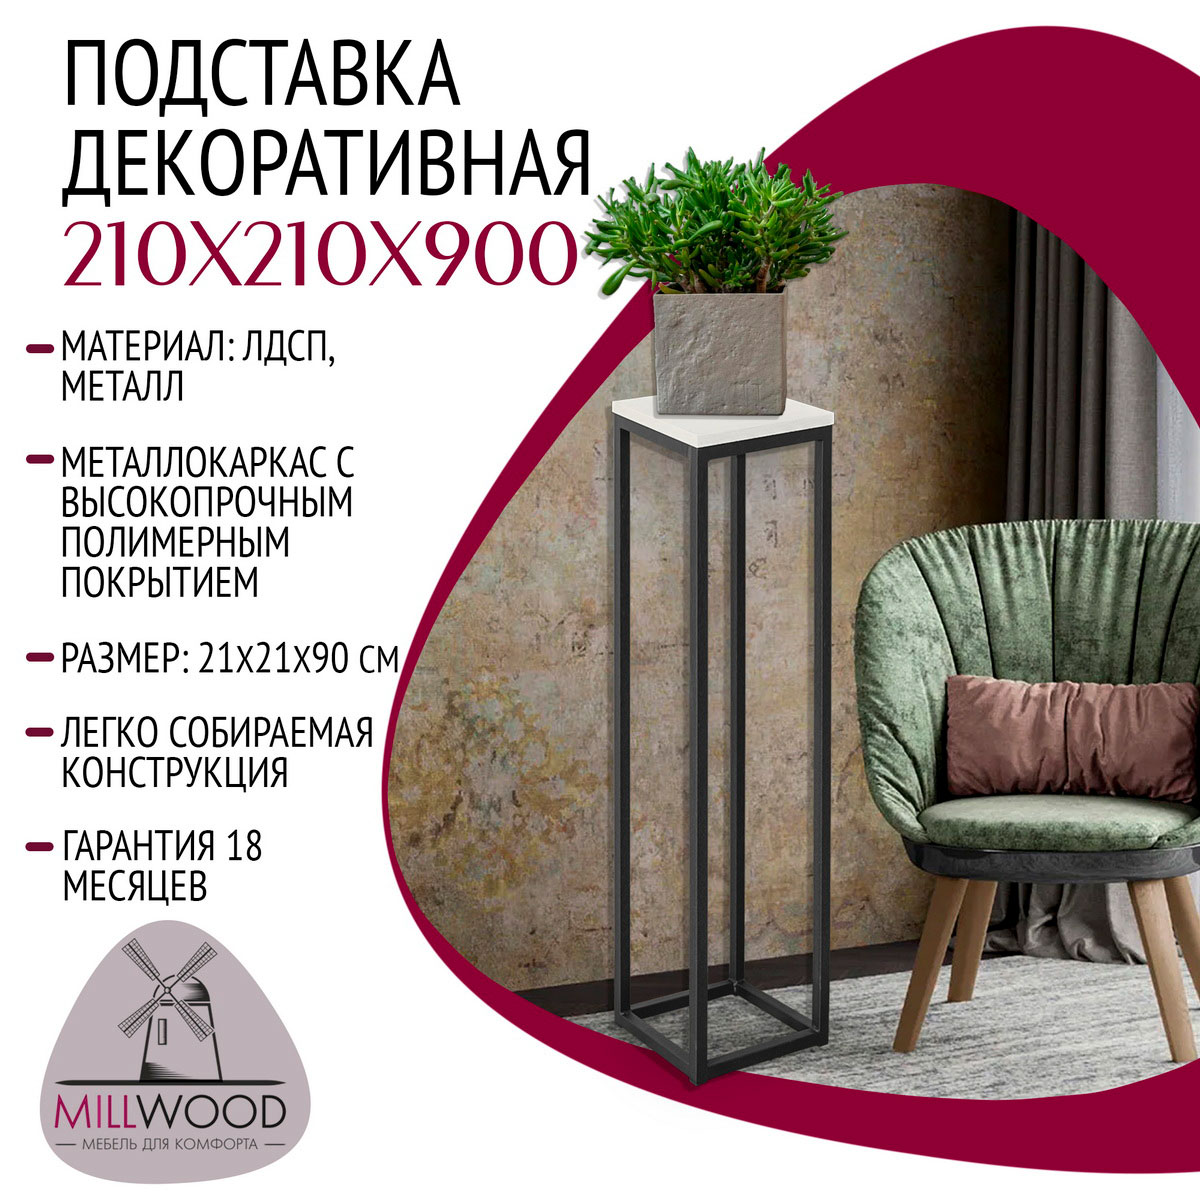 ПОДСТАВКА
ДЕКОРАТИВНАЯ
210X210X900
МАТЕРИАЛ: ЛДСП,
МЕТАЛЛ
МЕТАЛЛОКАРКАС С
ВЫСОКОПРОЧНЫМ
ПОЛИМЕРНЫМ
ПОКРЫТИЕМ
РАЗМЕР: 21х21х90 см
ЛЕГКО СОБИРАЕМАЯ
КОНСТРУКЦИЯ
ГАРАНТИЯ 18
МЕСЯЦЕВ
MILLWOOD
МЕБЕЛЬ ДЛЯ КОМФОРТА